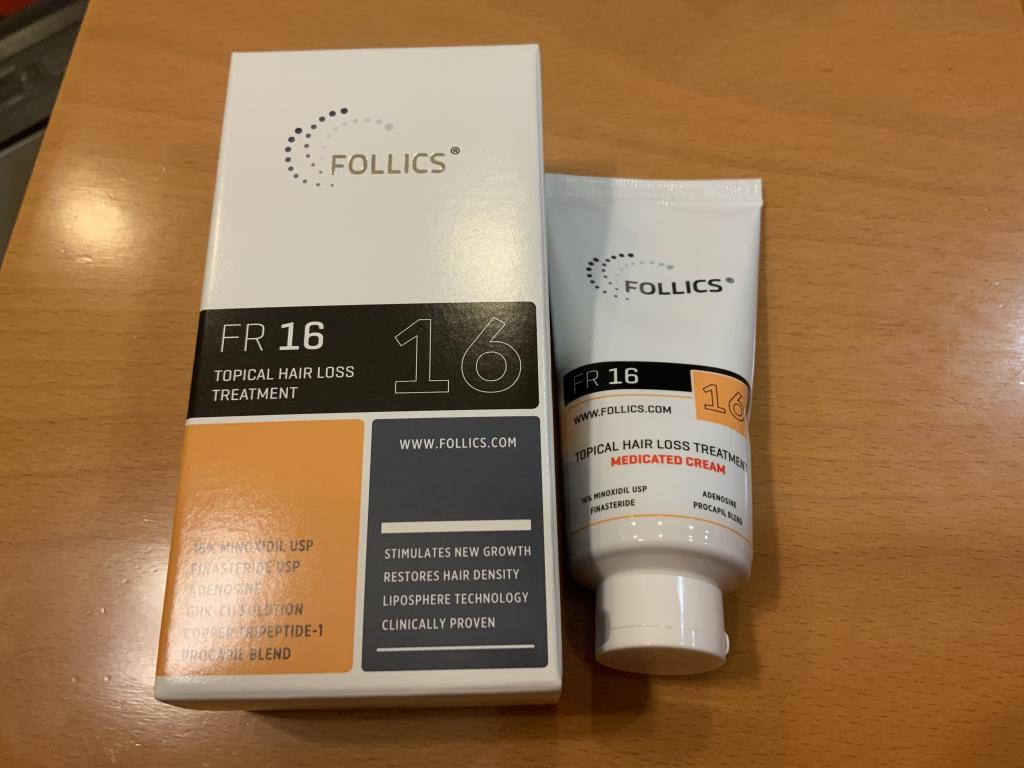 FOLLICS®
FR 16
16
TOPICAL HAIR LOSS
TREATMENT
16% MINOXIDIL USP
FINASTERIDE USP
ADENOSINE
GHK-CU SOLUTION
COPPER TRIPEPTIDE-1
PROCAPIL BLEND
WWW.FOLLICS.COM
STIMULATES NEW GROWTH
RESTORES HAIR DENSITY
LIPOSPHERE TECHNOLOGY
CLINICALLY PROVEN
FOLLICS®
FR 16
16
WWW.FOLLICS.COM
TOPICAL HAIR LOSS TREATMENT
MEDICATED CREAM
16% MINOXIDIL USP
FINASTERIDE
ADENOSINE
PROCAPIL BLEND